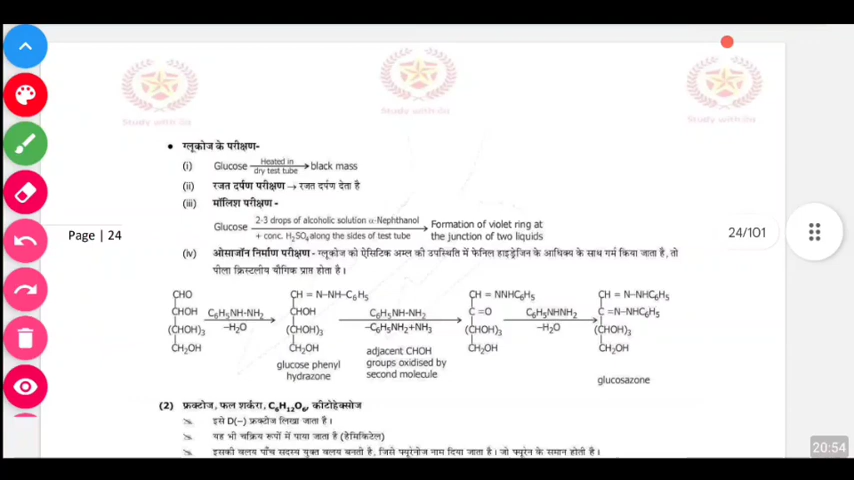 Study with Jia
Study with Jia
Study with Jia
• ग्लूकोज के परीक्षण-
(i) Glucose Heated in dry test tube → black mass
(ii) रजत दर्पण परीक्षण → रजत दर्पण देता है
(iii) मॉलिश परीक्षण -
Glucose 2-3 drops of alcoholic solution α-Nephthanol + conc. H₂SO₄ along the sides of test tube → Formation of violet ring at the junction of two liquids
Page | 24
24/101
(iv) ओसाजॉन निर्माण परीक्षण - ग्लूकोज को ऐसिटिक अम्ल की उपस्थिति में फेनिल हाइड्रेजिन के आधिक्य के साथ गर्म किया जाता है, तो
पीला क्रिस्टलीय यौगिक प्राप्त होता है।
CHO CH = N–NH–C₆H₅ CH = NNHC₆H₅ CH = N–NHC₆H₅
CHOH C₆H₅NH-NH₂ CHOH C₆H₅NH-NH₂ C =O C₆H₅NHNH₂ C =N–NHC₆H₅
(CHOH)₃ –H₂O (CHOH)₃ –C₆H₅NH₂+NH₃ (CHOH)₃ –H₂O (CHOH)₃
CH₂OH CH₂OH CH₂OH CH₂OH
glucose phenyl hydrazone
adjacent CHOH groups oxidised by second molecule
glucosazone
(2) फ्रक्टोज, फल शर्करा, C₆H₁₂O₆, कीटोहेक्सोज
इसे D(–) फ्रक्टोज लिखा जाता है।
यह भी चक्रिय रूपों में पाया जाता है (हेमिकिटेल)
इसकी वलय पाँच सदस्य युक्त वलय बनती है, जिसे फ्यूरेनोज नाम दिया जाता है। जो फ्यूरेन के समान होती है।
20:54